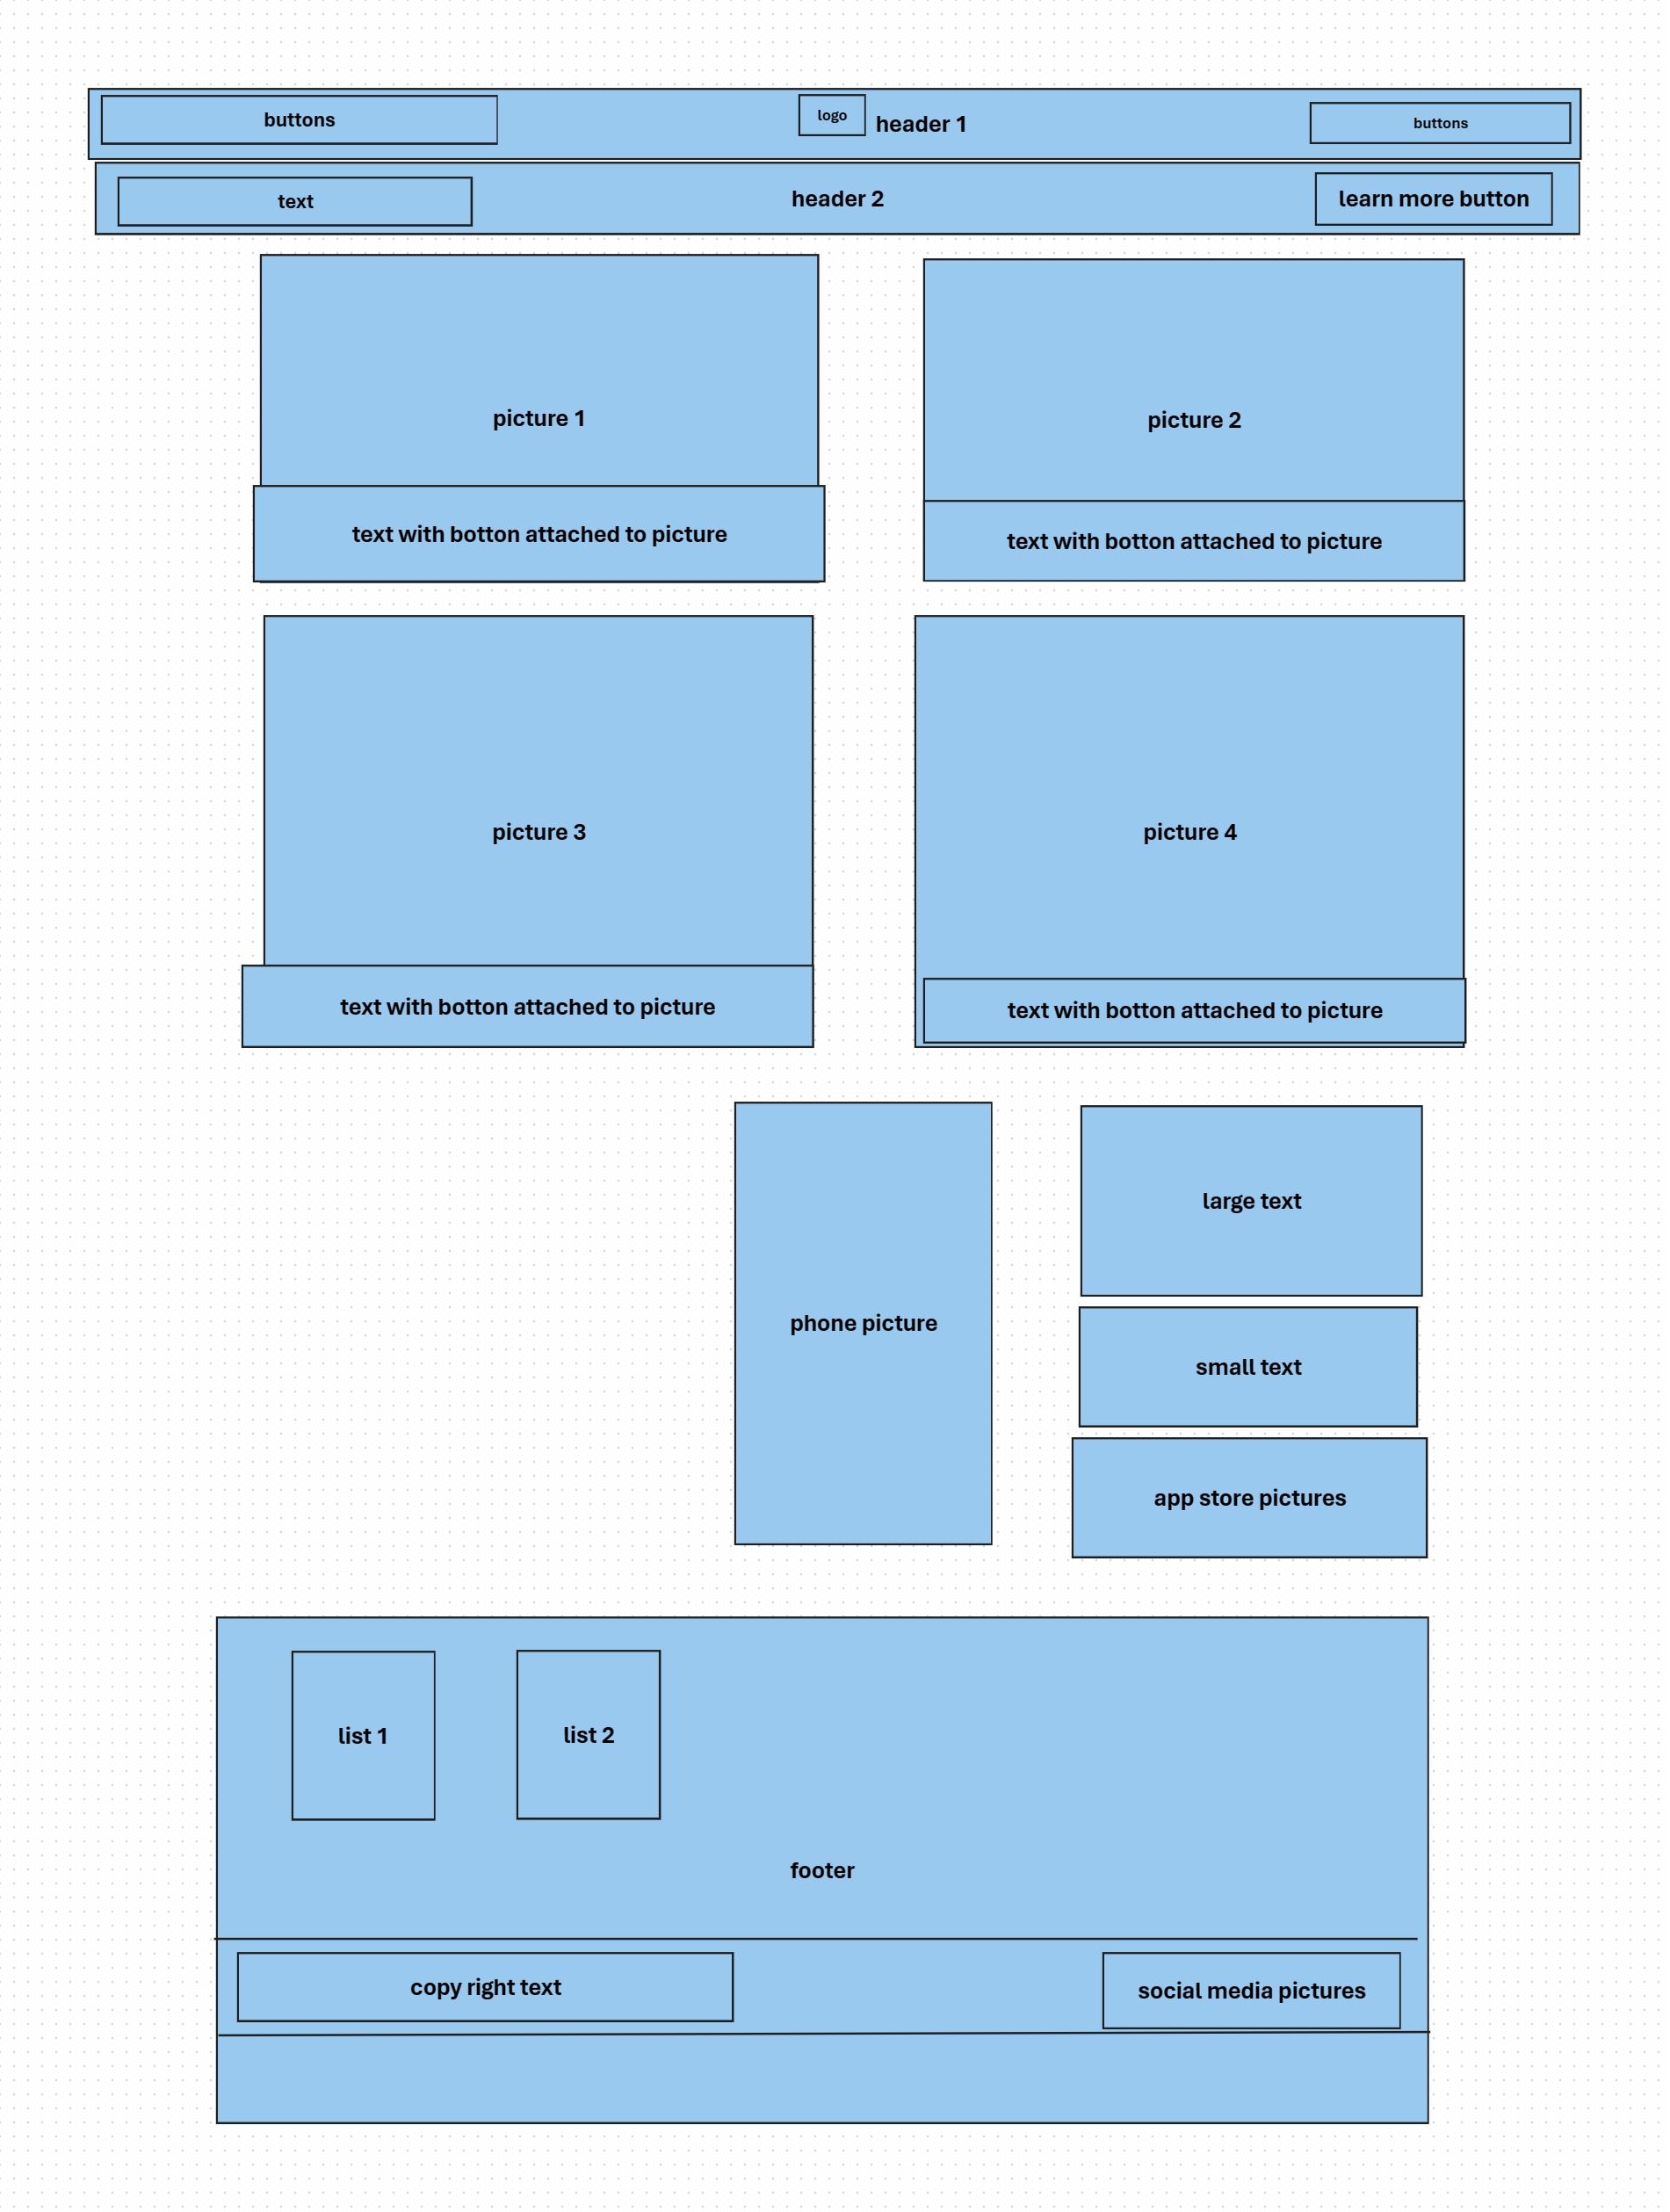 buttons
logo
header 1
buttons
text
header 2
learn more button
picture 1
picture 2
text with botton attached to picture
text with botton attached to picture
picture 3
picture 4
text with botton attached to picture
text with botton attached to picture
phone picture
large text
small text
app store pictures
list 1
list 2
footer
copy right text
social media pictures